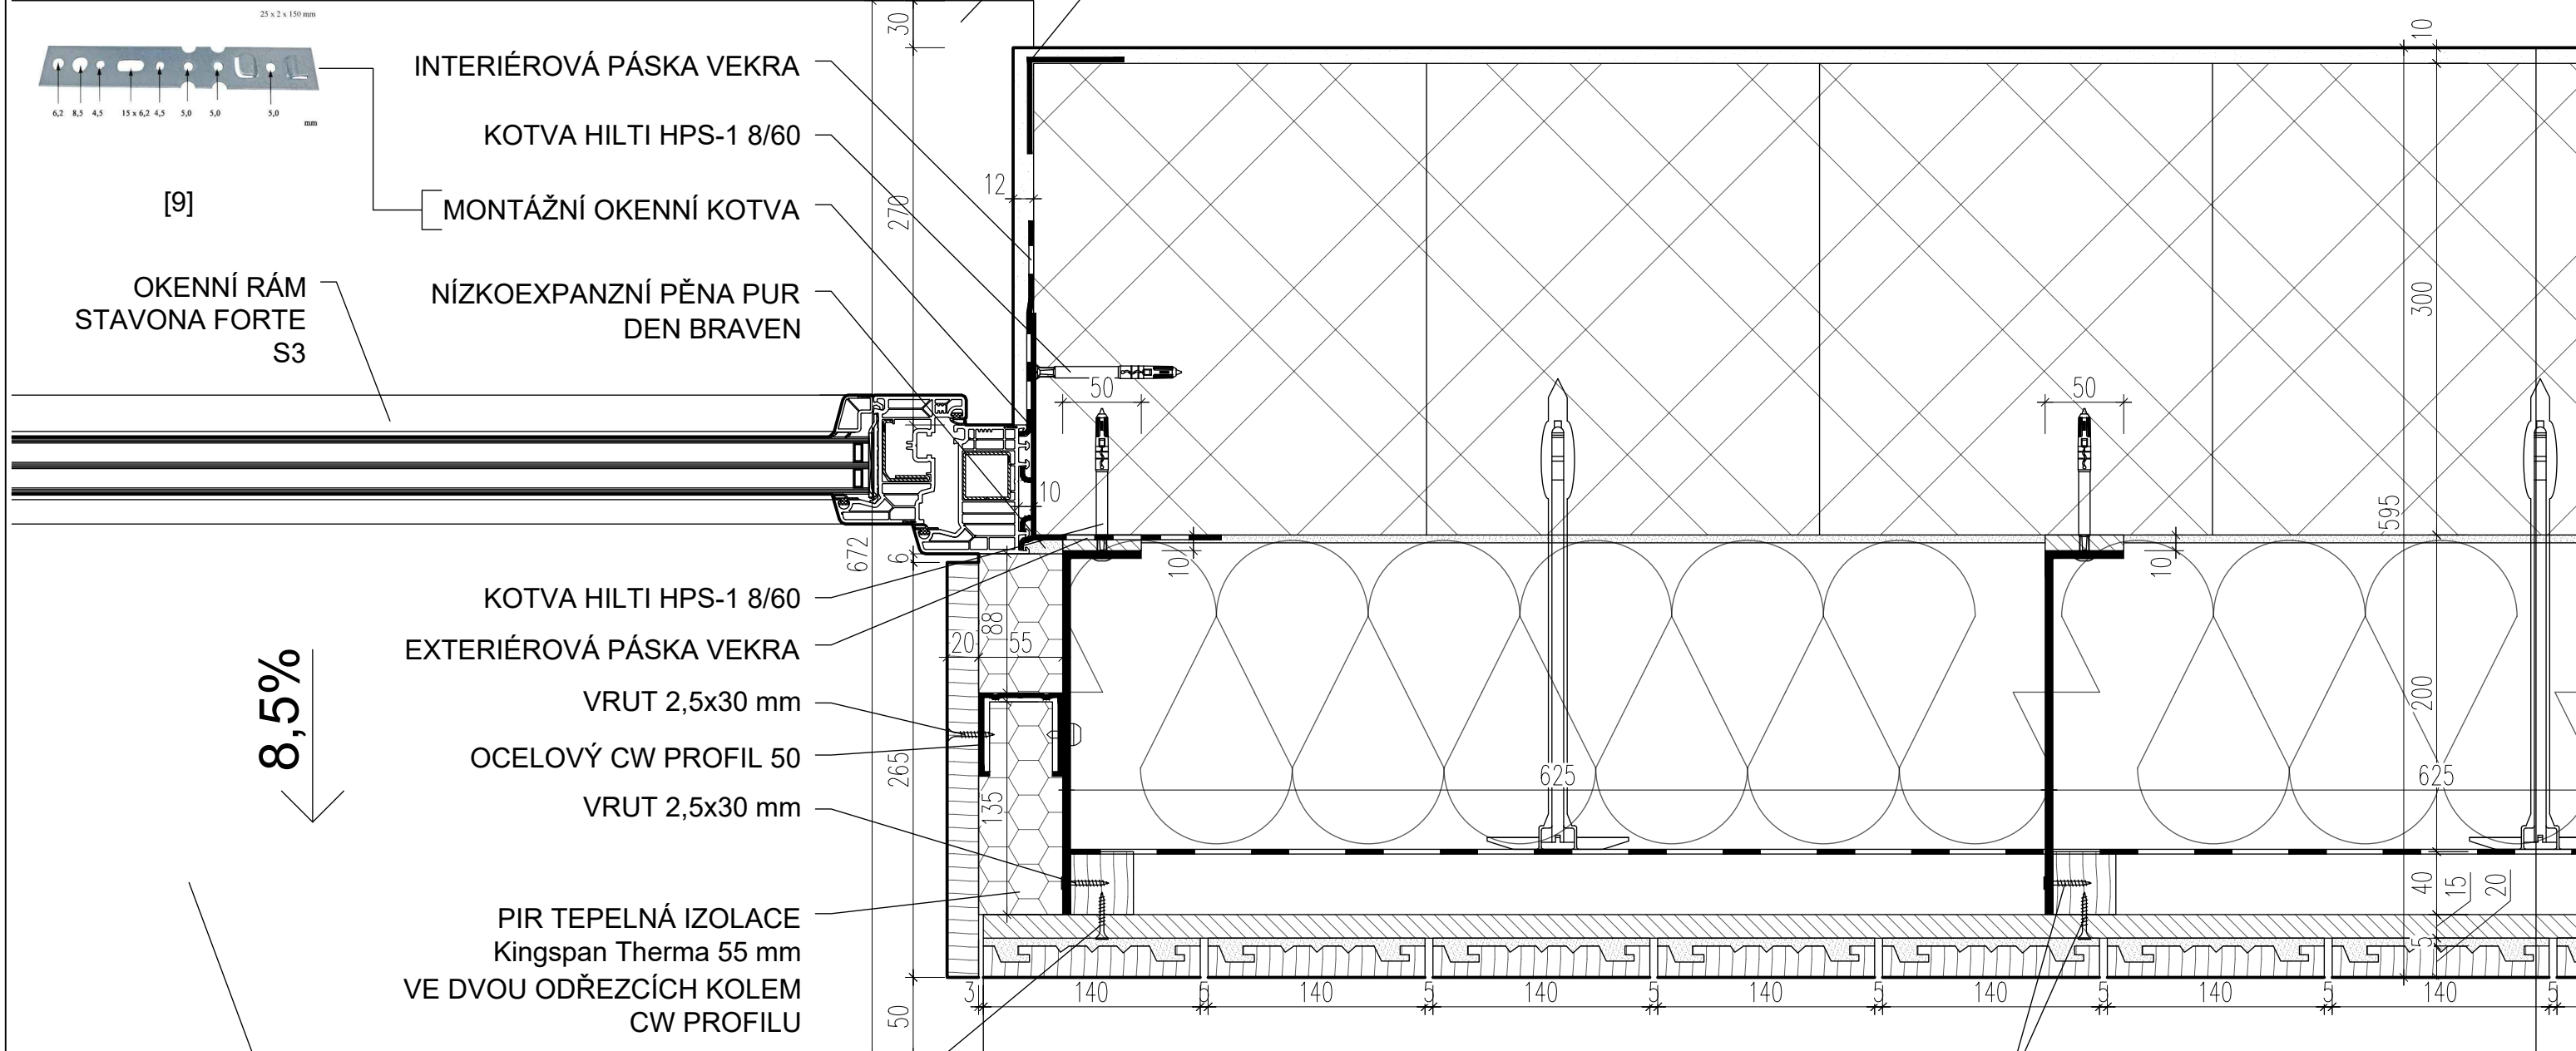 25 x 2 x 150 mm
6,2 8,5 4,5 15 x 6,2 4,5 5,0 5,0 5,0
mm
[9]
INTERIÉROVÁ PÁSKA VEKRA
KOTVA HILTI HPS-1 8/60
MONTÁŽNÍ OKENNÍ KOTVA
OKENNÍ RÁM
STAVONA FORTE
S3
NÍZKOEXPANZNÍ PĚNA PUR
DEN BRAVEN
KOTVA HILTI HPS-1 8/60
EXTERIÉROVÁ PÁSKA VEKRA
VRUT 2,5x30 mm
OCELOVÝ CW PROFIL 50
VRUT 2,5x30 mm
PIR TEPELNÁ IZOLACE
Kingspan Therma 55 mm
VE DVOU ODŘEZCÍCH KOLEM
CW PROFILU
8,5%
30
270
672
6
265
50
12
50
10
10
88
20
55
135
50
10
625
625
10
300
595
200
40
15
20
5
3 140 5 140 5 140 5 140 5 140 5 140 5 140 5